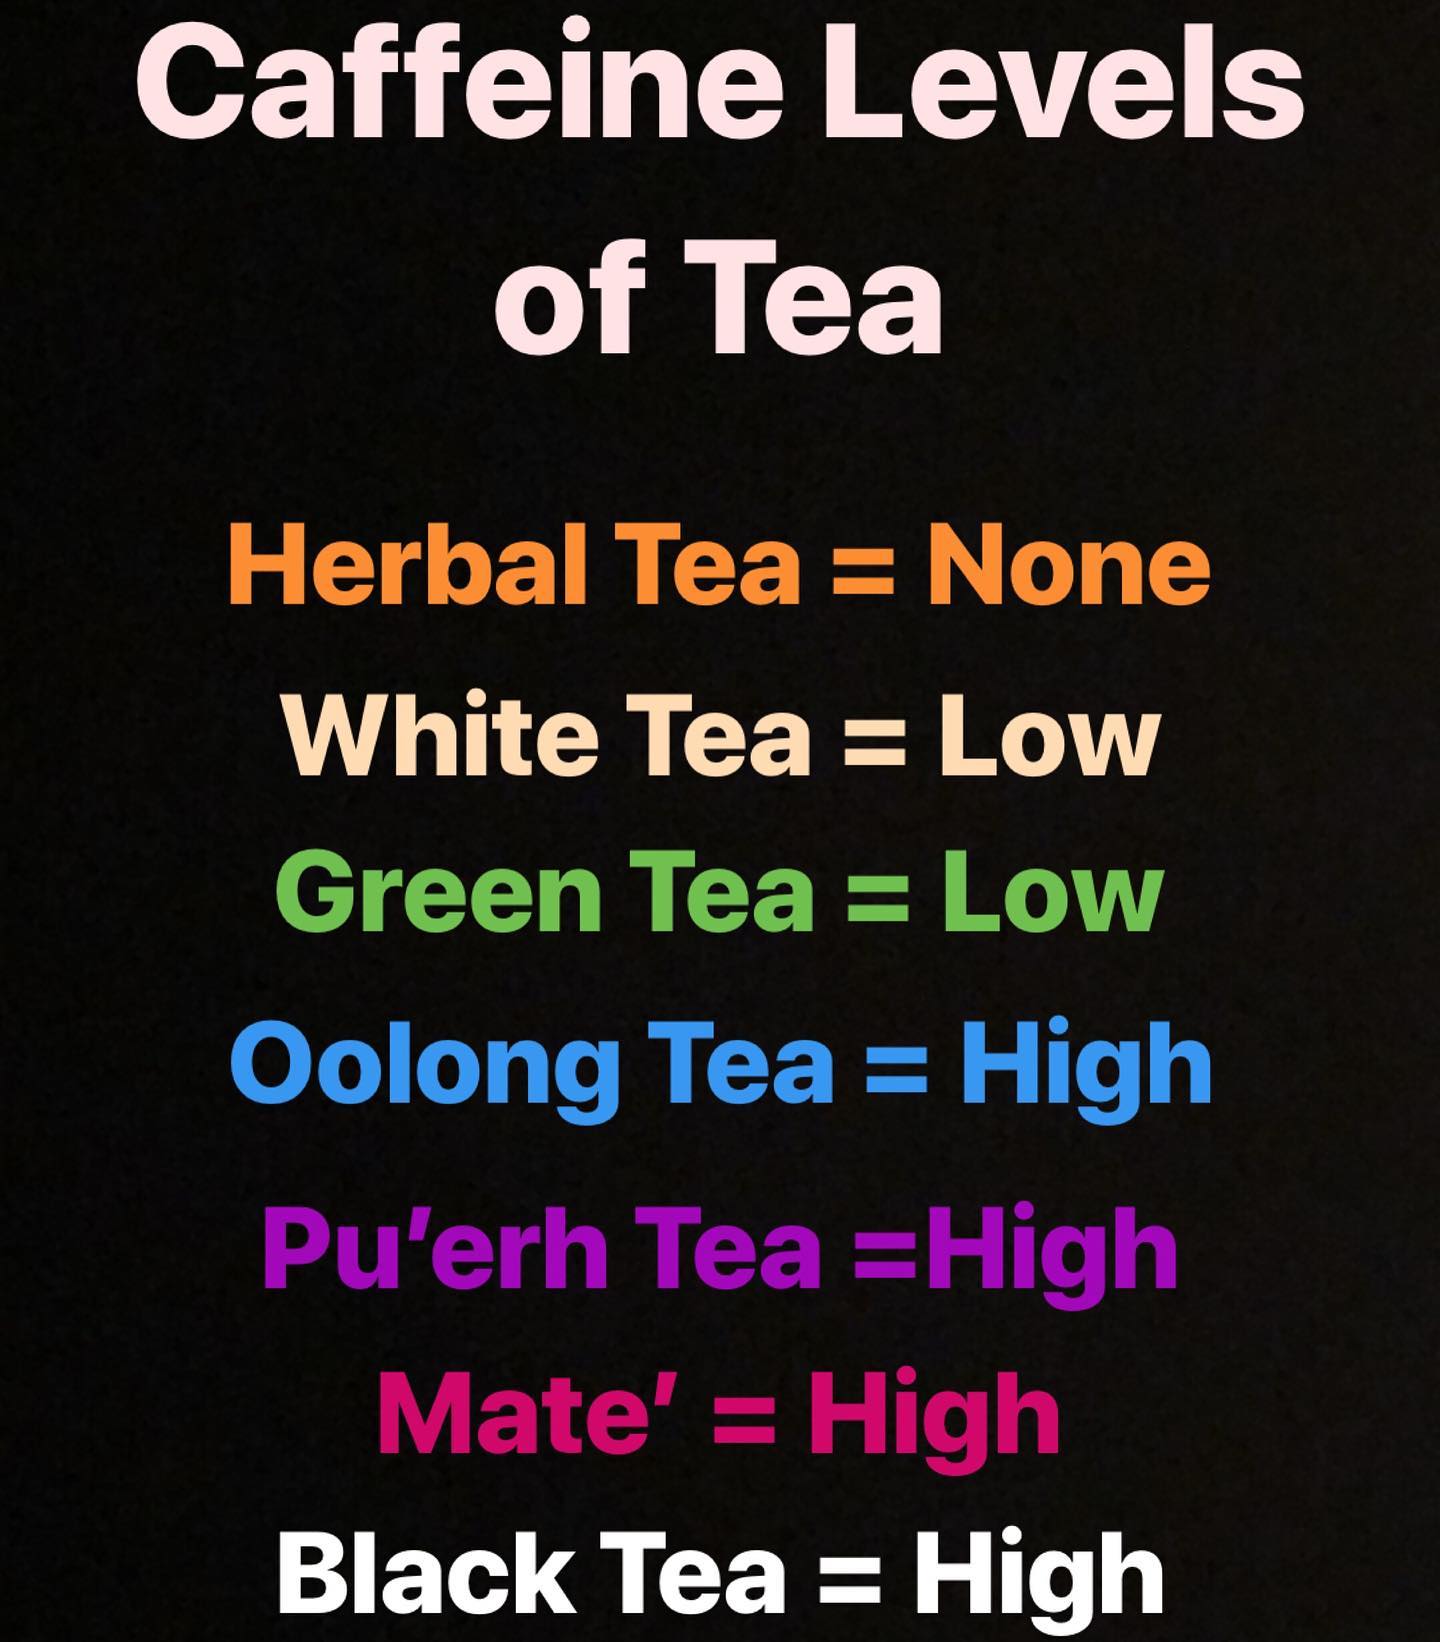 Caffeine Levels
of Tea
Herbal Tea = None
White Tea = Low
Green Tea = Low
Oolong Tea = High
Pu’erh Tea =High
Mate’ = High
Black Tea = High